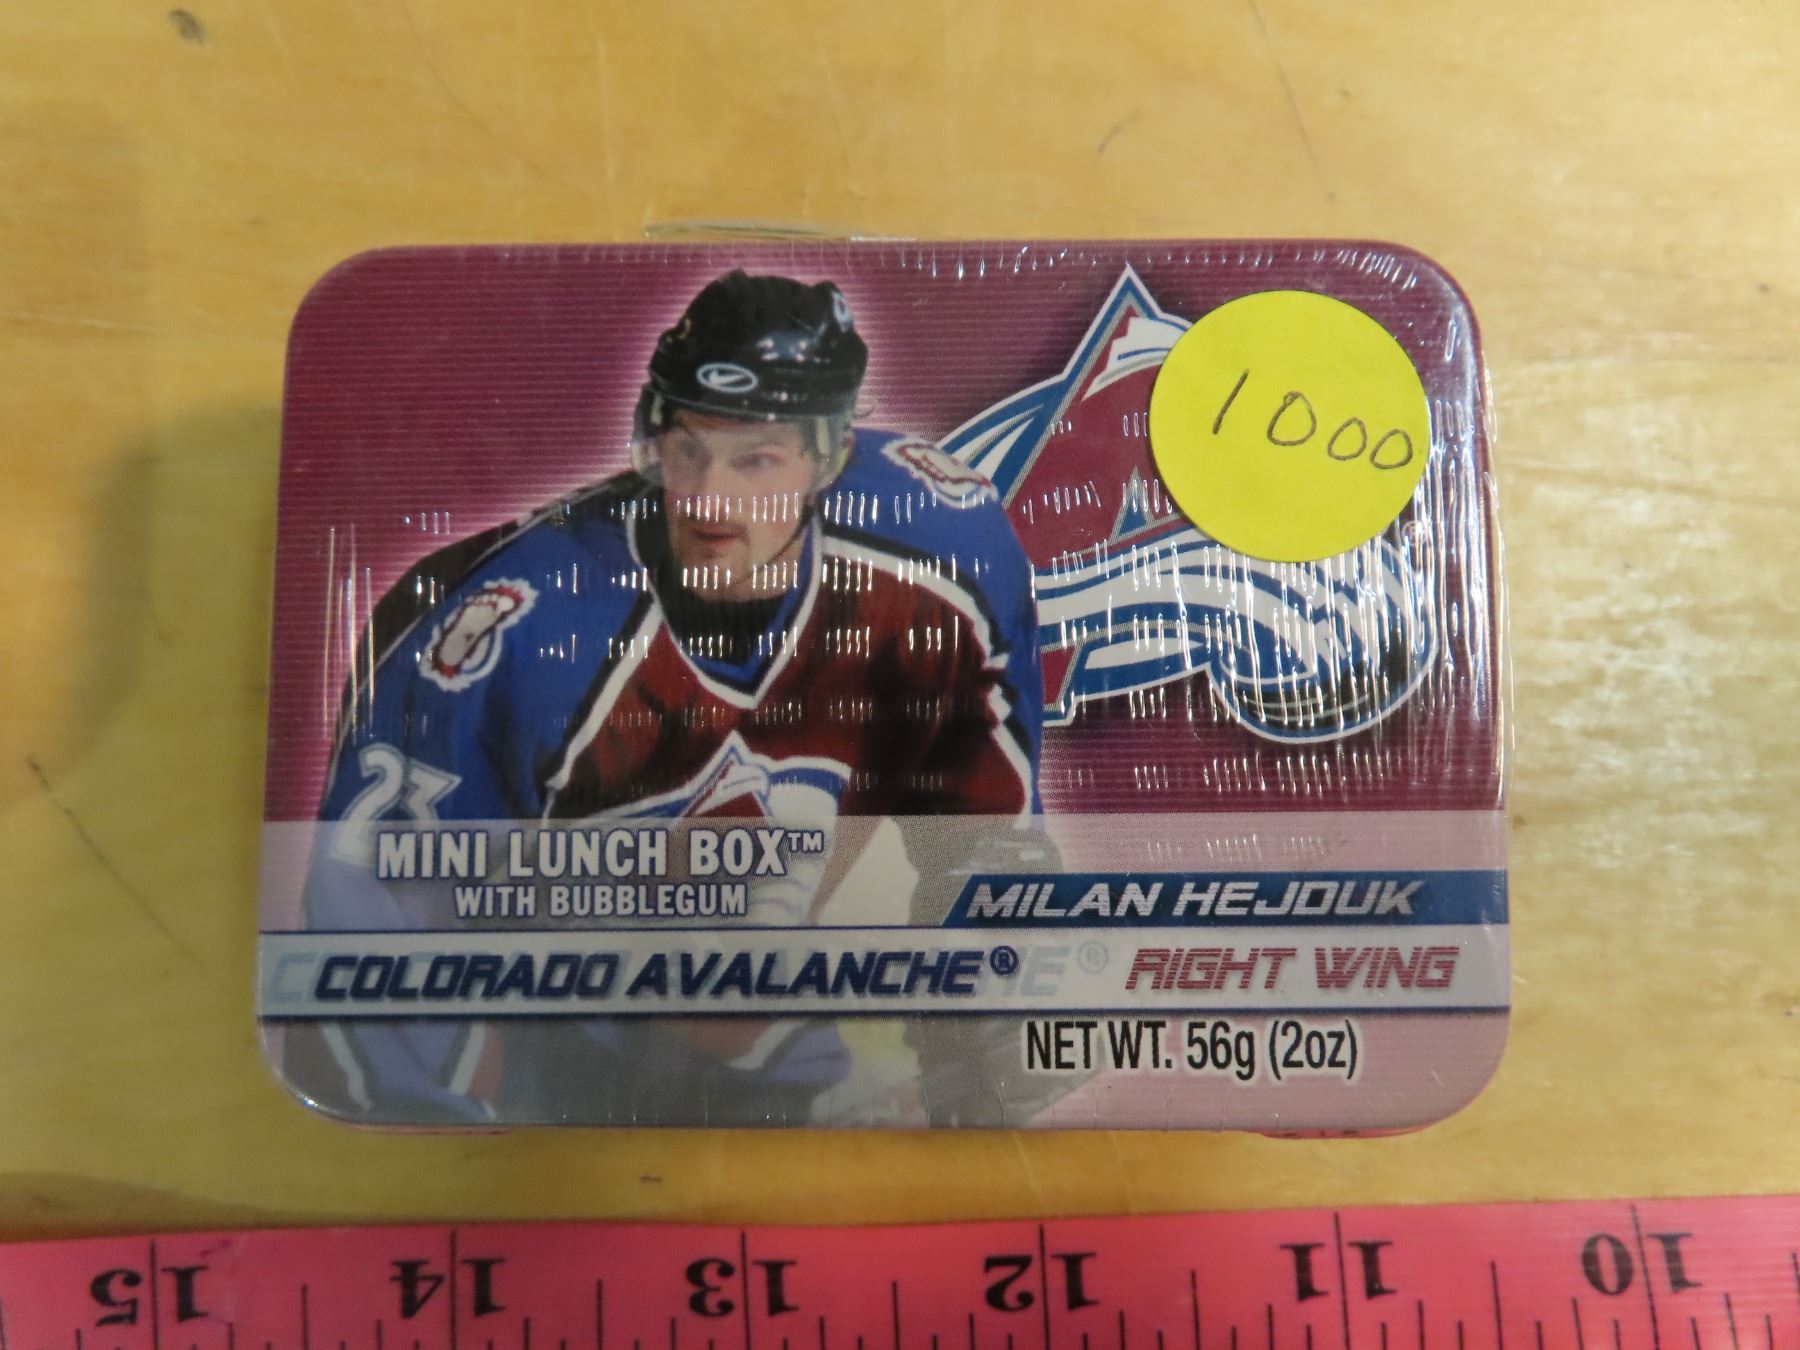 1000
23
MINI LUNCH BOX™
WITH BUBBLEGUM
MILAN HEJDUK
COLORADO AVALANCHE®
RIGHT WING
NET WT. 56g (2oz)
15 14 13 12 11 10